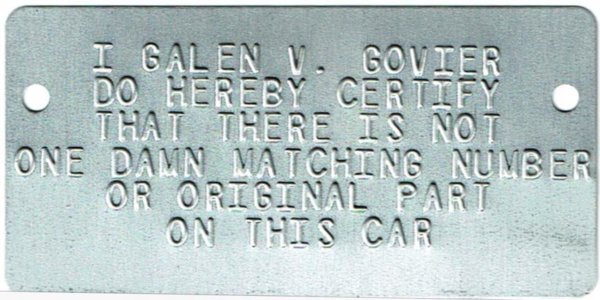 I GALEN V. GOVIER
DO HEREBY CERTIFY
THAT THERE IS NOT
ONE DAMN MATCHING NUMBER
OR ORIGINAL PART
ON THIS CAR